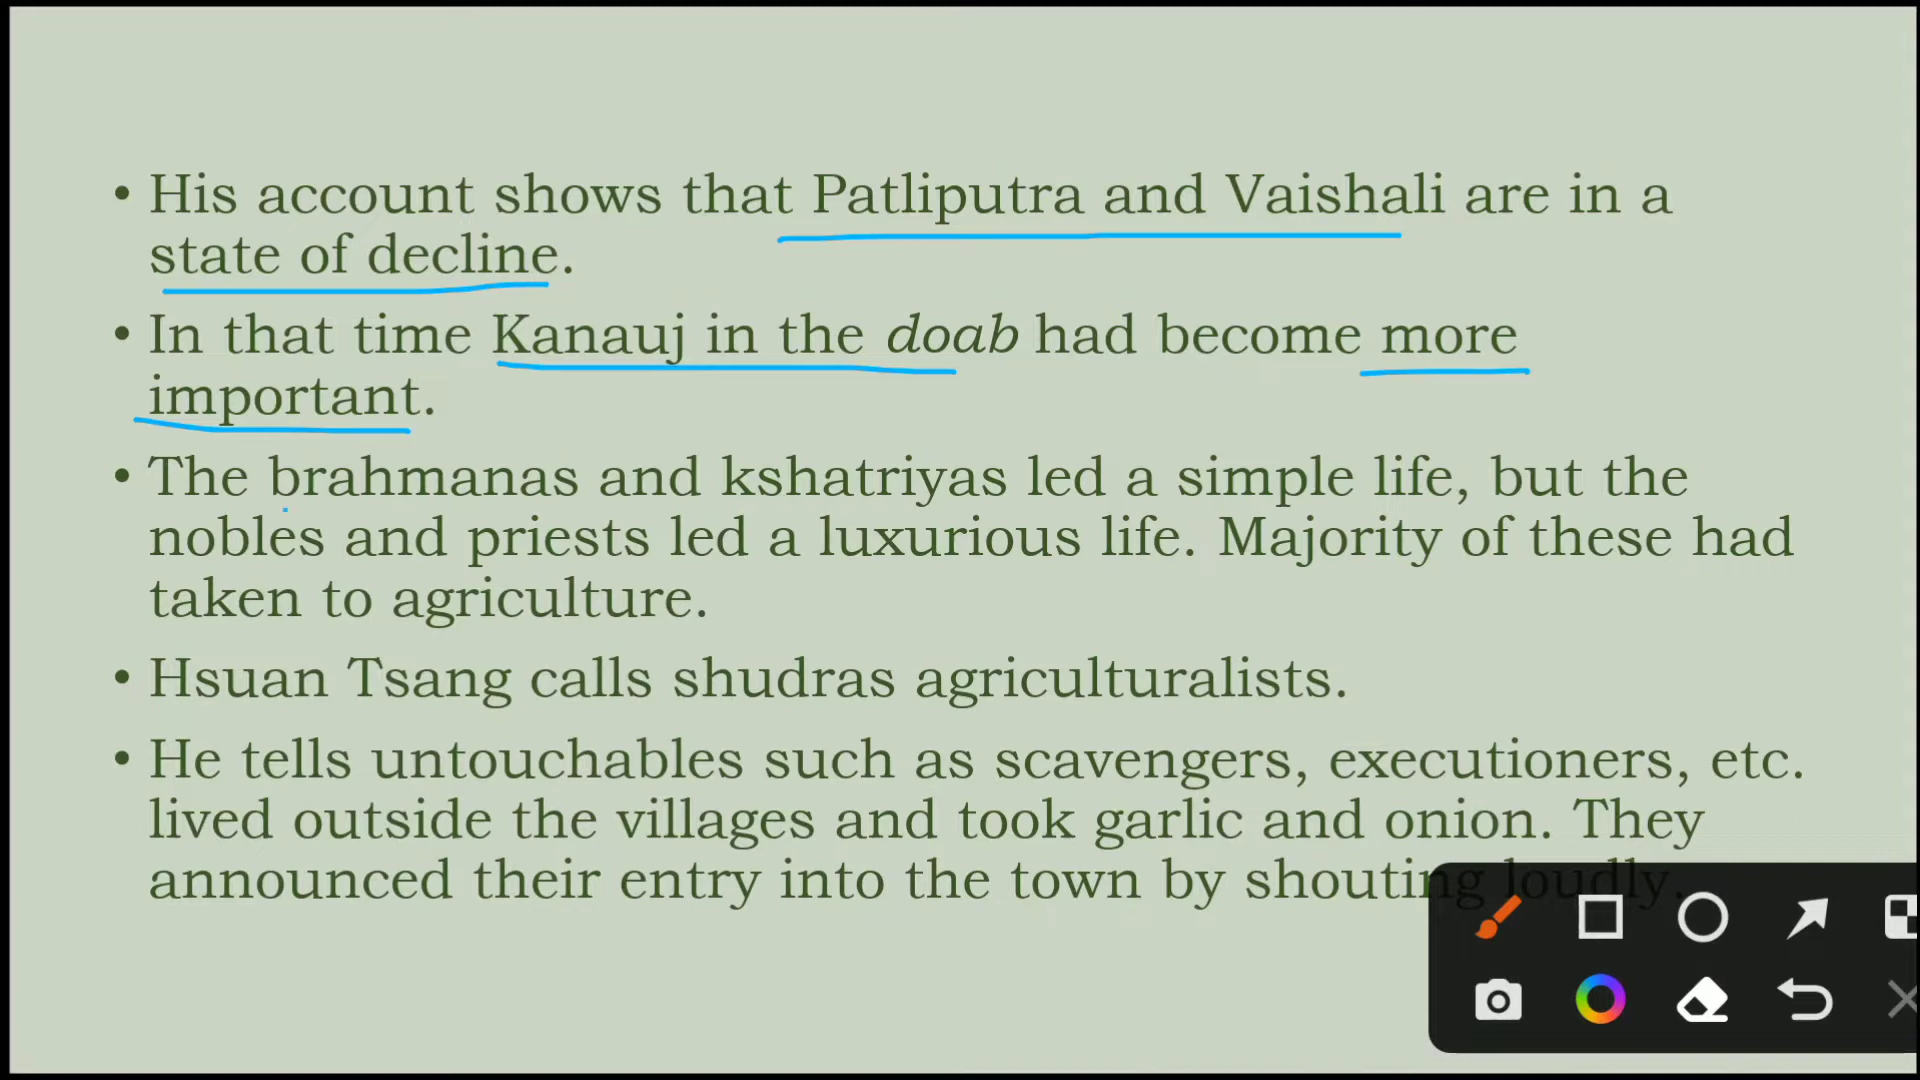 • His account shows that Patliputra and Vaishali are in a
state of decline.
• In that time Kanauj in the doab had become more
important.
• The brahmanas and kshatriyas led a simple life, but the
nobles and priests led a luxurious life. Majority of these had
taken to agriculture.
• Hsuan Tsang calls shudras agriculturalists.
• He tells untouchables such as scavengers, executioners, etc.
lived outside the villages and took garlic and onion. They
announced their entry into the town by shouting loudly.